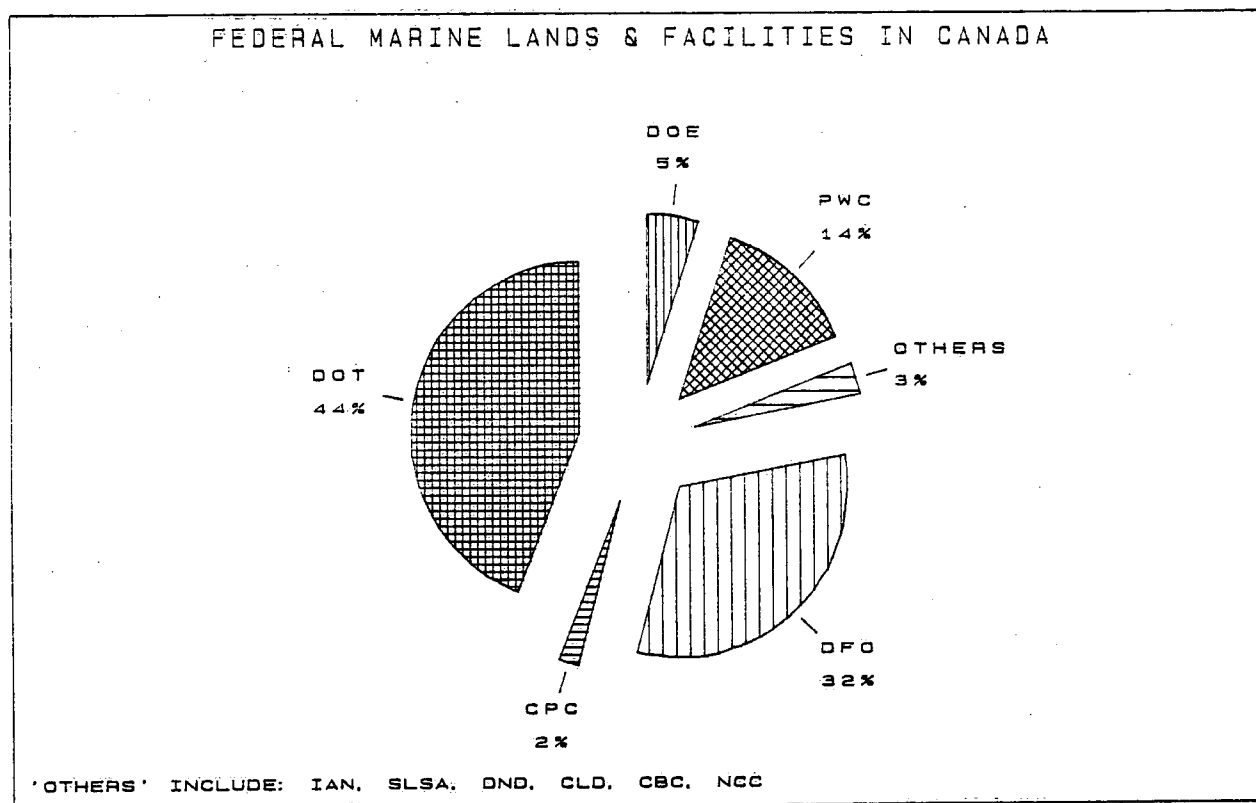 FEDERAL MARINE LANDS & FACILITIES IN CANADA
DOE
5%
PWC
14%
OTHERS
3%
DOT
44%
DFO
32%
CPC
2%
'OTHERS' INCLUDE: IAN, SLSA, DND, CLD, CBC, NCC